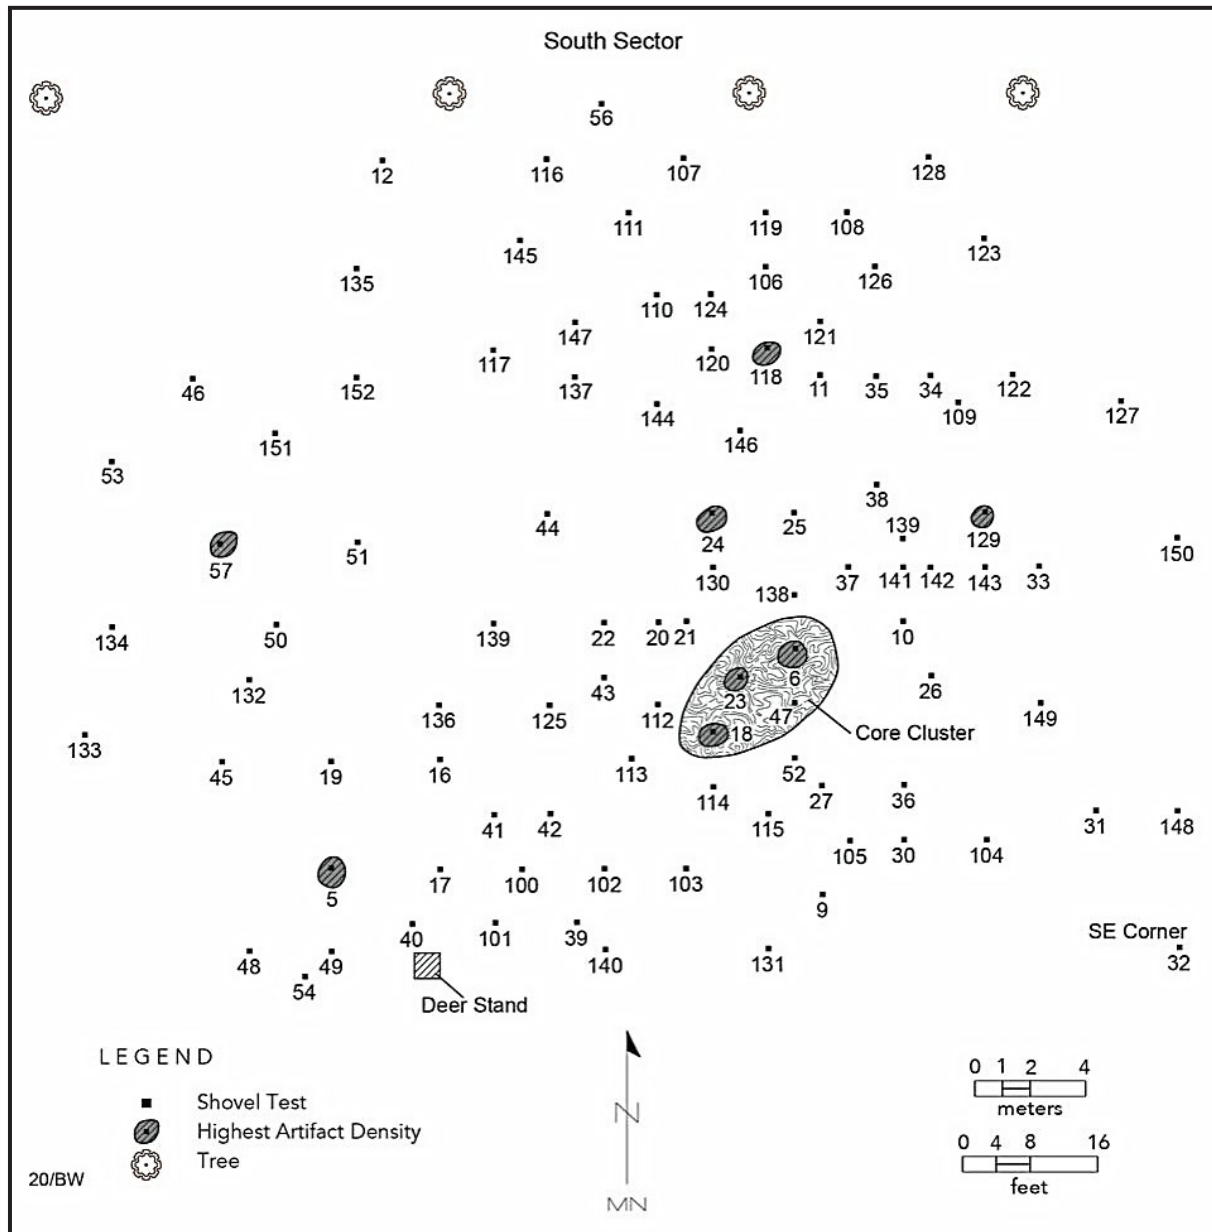 South Sector
56
12 116 107 128
111 119 108
145 123
135 106 126
110 124
147 121
117 120 118
46 152 137 11 35 34 122
144 109 127
151 146
53
38
44 24 25 139 129
57 51 150
130 37 141 142 143 33
138
134 50 139 22 20 21 10
6
132 43 23 26
136 125 112 47 149
18 Core Cluster
133
45 19 16 113 52
114 27 36
41 42 115 31 148
105 30 104
5 17 100 102 103
9
40 101 39 SE Corner
48 49 140 131 32
54
Deer Stand
LEGEND
Shovel Test
Highest Artifact Density
Tree
20/BW
N
MN
0 1 2 4
meters
0 4 8 16
feet